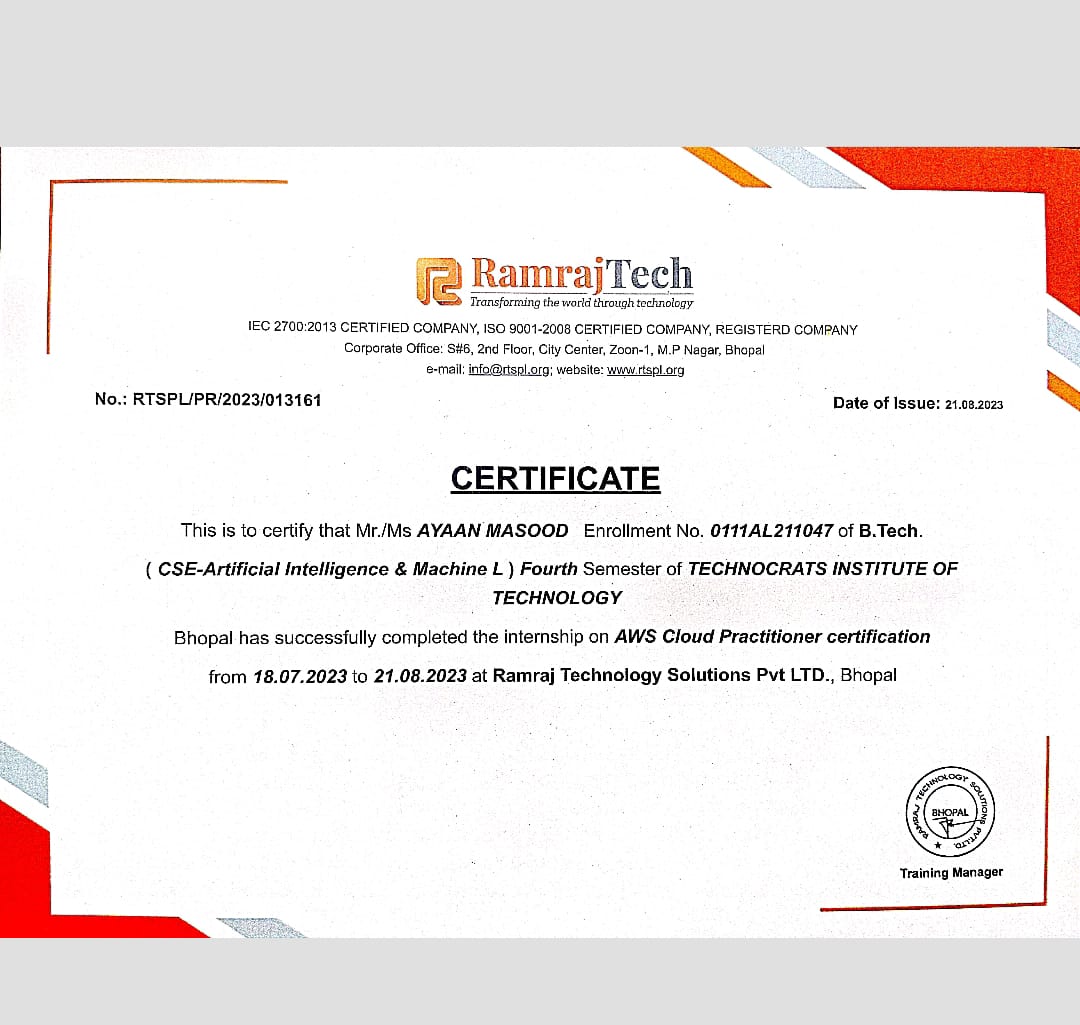 RamrajTech
Transforming the world through technology
IEC 2700:2013 CERTIFIED COMPANY, ISO 9001-2008 CERTIFIED COMPANY, REGISTERD COMPANY
Corporate Office: S#6, 2nd Floor, City Center, Zoon-1, M.P Nagar, Bhopal
e-mail: info@rtspl.org; website: www.rtspl.org
No.: RTSPL/PR/2023/013161
Date of Issue: 21.08.2023
CERTIFICATE
This is to certify that Mr./Ms AYAAN MASOOD Enrollment No. 0111AL211047 of B.Tech.
( CSE-Artificial Intelligence & Machine L ) Fourth Semester of TECHNOCRATS INSTITUTE OF
TECHNOLOGY
Bhopal has successfully completed the internship on AWS Cloud Practitioner certification
from 18.07.2023 to 21.08.2023 at Ramraj Technology Solutions Pvt LTD., Bhopal
RAMRAJ TECHNOLOGY SOLUTIONS PVT.LTD.
BHOPAL
Training Manager